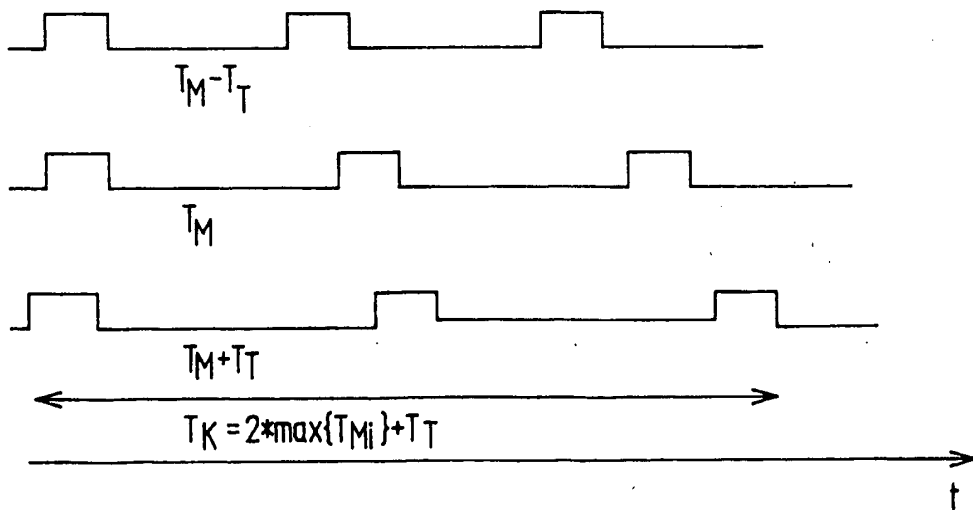 T_M-T_T
T_M
T_M+T_T
T_K = 2*max{T_Mi}+T_T
t